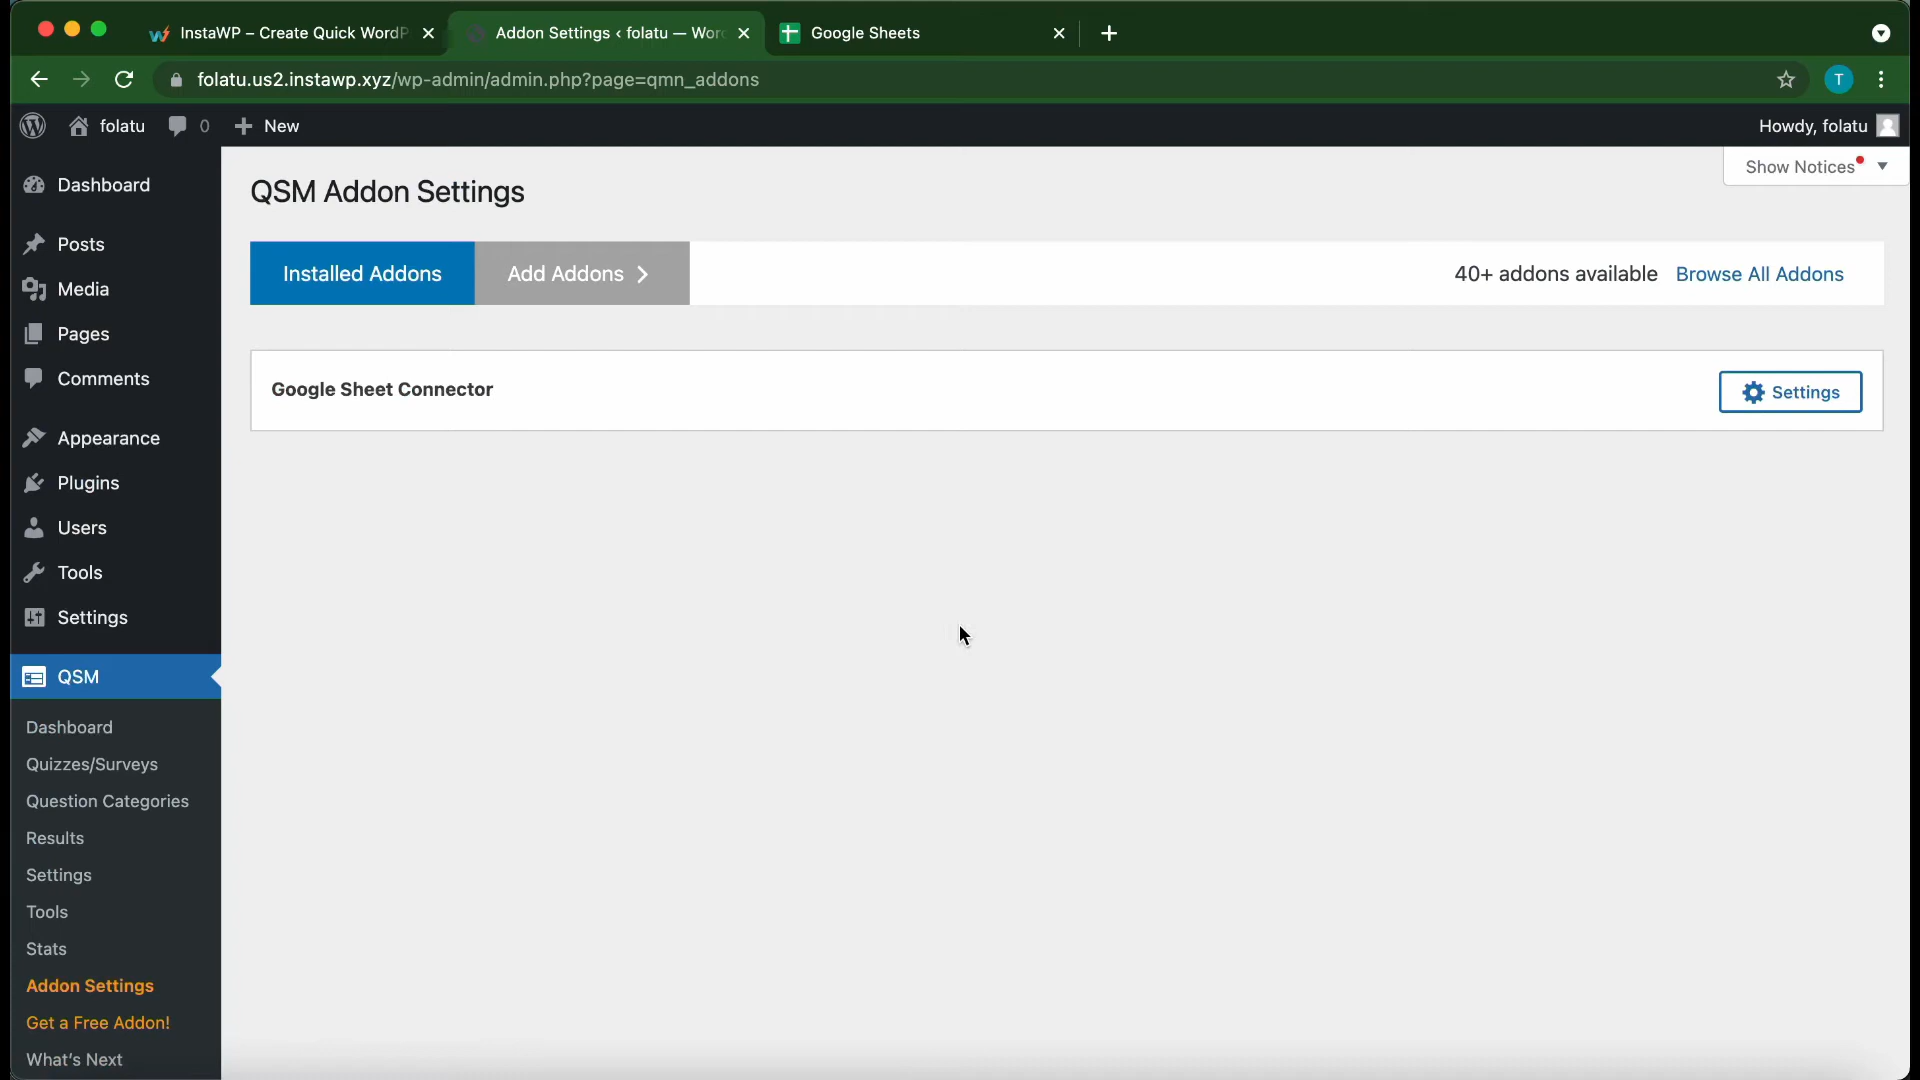 InstaWP – Create Quick WordP
Addon Settings ‹ folatu — Wor
Google Sheets
folatu.us2.instawp.xyz/wp-admin/admin.php?page=qmn_addons
T
folatu
0
New
Howdy, folatu
Show Notices
Dashboard
Posts
Media
Pages
Comments
Appearance
Plugins
Users
Tools
Settings
QSM
Dashboard
Quizzes/Surveys
Question Categories
Results
Settings
Tools
Stats
Addon Settings
Get a Free Addon!
What's Next
QSM Addon Settings
Installed Addons
Add Addons
40+ addons available Browse All Addons
Google Sheet Connector
Settings